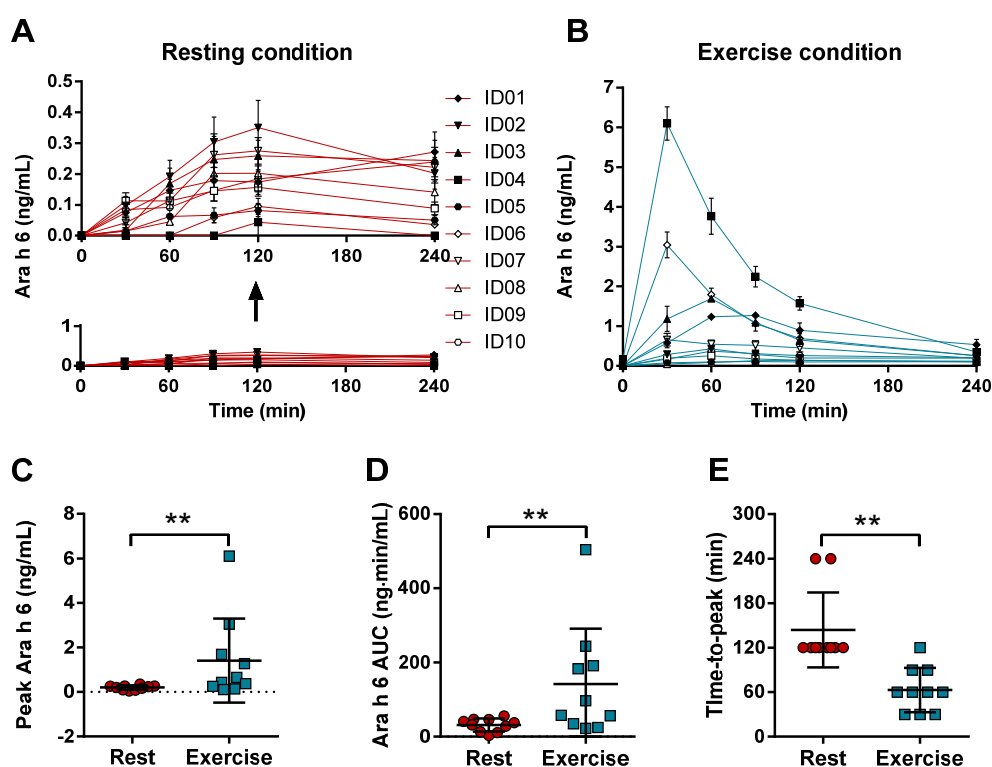 A
Resting condition
Ara h 6 (ng/mL)
0.5
0.4
0.3
0.2
0.1
0.0
0
60
120
180
240
1
0
0
60
120
180
240
Time (min)
ID01
ID02
ID03
ID04
ID05
ID06
ID07
ID08
ID09
ID10
B
Exercise condition
Ara h 6 (ng/mL)
7
6
5
4
3
2
1
0
0
60
120
180
240
Time (min)
C
Peak Ara h 6 (ng/mL)
8
6
4
2
0
-2
**
Rest
Exercise
D
Ara h 6 AUC (ng·min/mL)
600
400
200
0
**
Rest
Exercise
E
TIme-to-peak (min)
300
240
180
120
60
0
**
Rest
Exercise